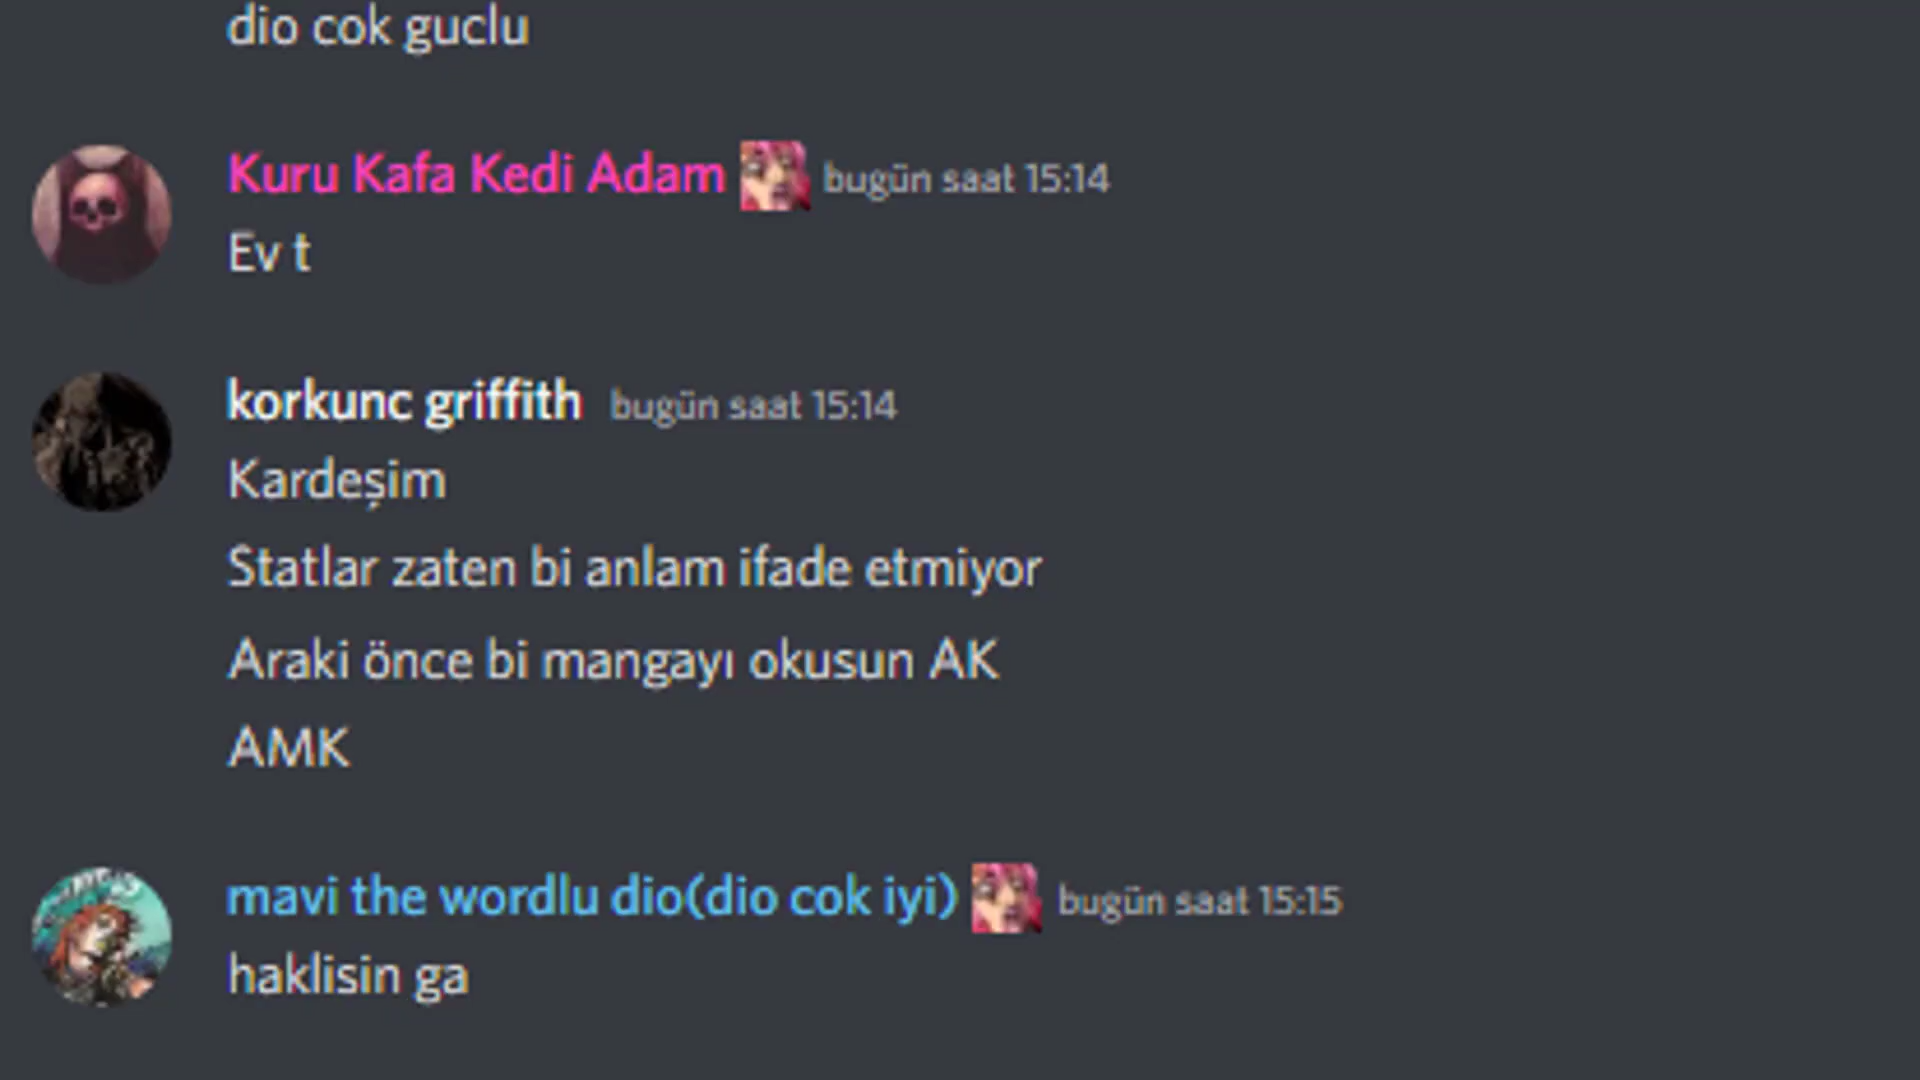 dio cok guclu
Kuru Kafa Kedi Adam bugün saat 15:14
Ev t
korkunc griffith bugün saat 15:14
Kardeşim
Statlar zaten bi anlam ifade etmiyor
Araki önce bi mangayı okusun AK
AMK
mavi the wordlu dio(dio cok iyi) bugün saat 15:15
haklisin ga